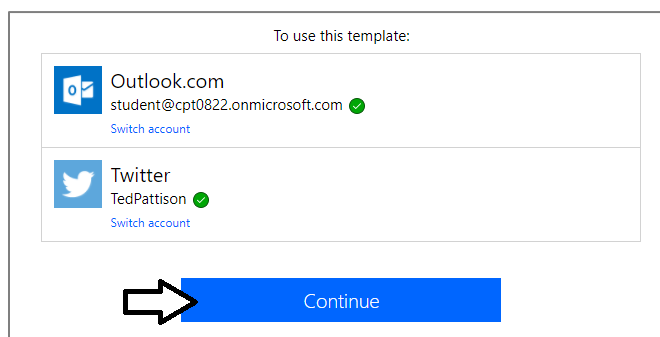 To use this template:
Outlook.com
student@cpt0822.onmicrosoft.com
Switch account
Twitter
TedPattison
Switch account
Continue